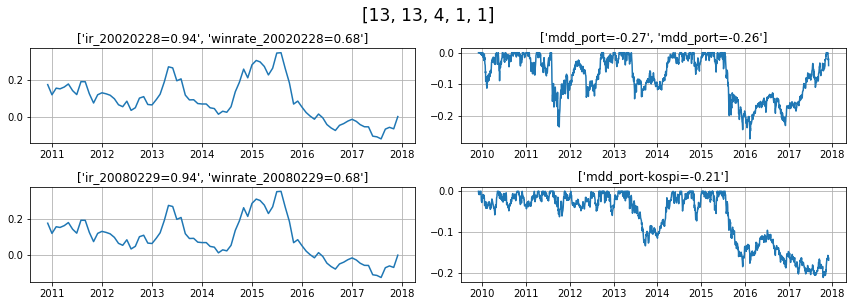 [13, 13, 4, 1, 1]
['ir_20020228=0.94', 'winrate_20020228=0.68']
0.2
0.0
2011 2012 2013 2014 2015 2016 2017 2018
['mdd_port=-0.27', 'mdd_port=-0.26']
0.0
−0.1
−0.2
2010 2011 2012 2013 2014 2015 2016 2017 2018
['ir_20080229=0.94', 'winrate_20080229=0.68']
0.2
0.0
2011 2012 2013 2014 2015 2016 2017 2018
['mdd_port-kospi=-0.21']
0.0
−0.1
−0.2
2010 2011 2012 2013 2014 2015 2016 2017 2018